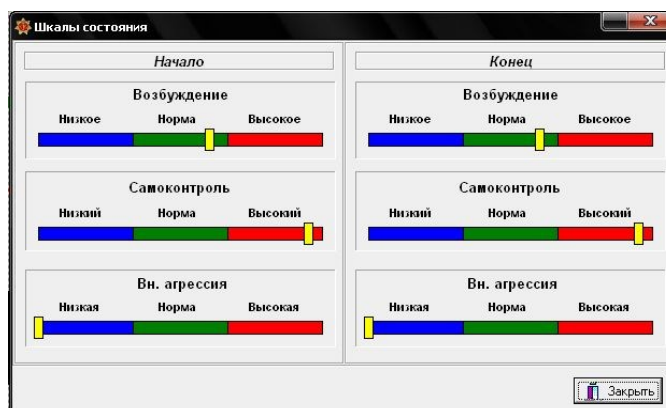 Шкалы состояния
Начало
Возбуждение
Низкое Норма Высокое
Самоконтроль
Низкий Норма Высокий
Вн. агрессия
Низкая Норма Высокая
Конец
Возбуждение
Низкое Норма Высокое
Самоконтроль
Низкий Норма Высокий
Вн. агрессия
Низкая Норма Высокая
Закрыть